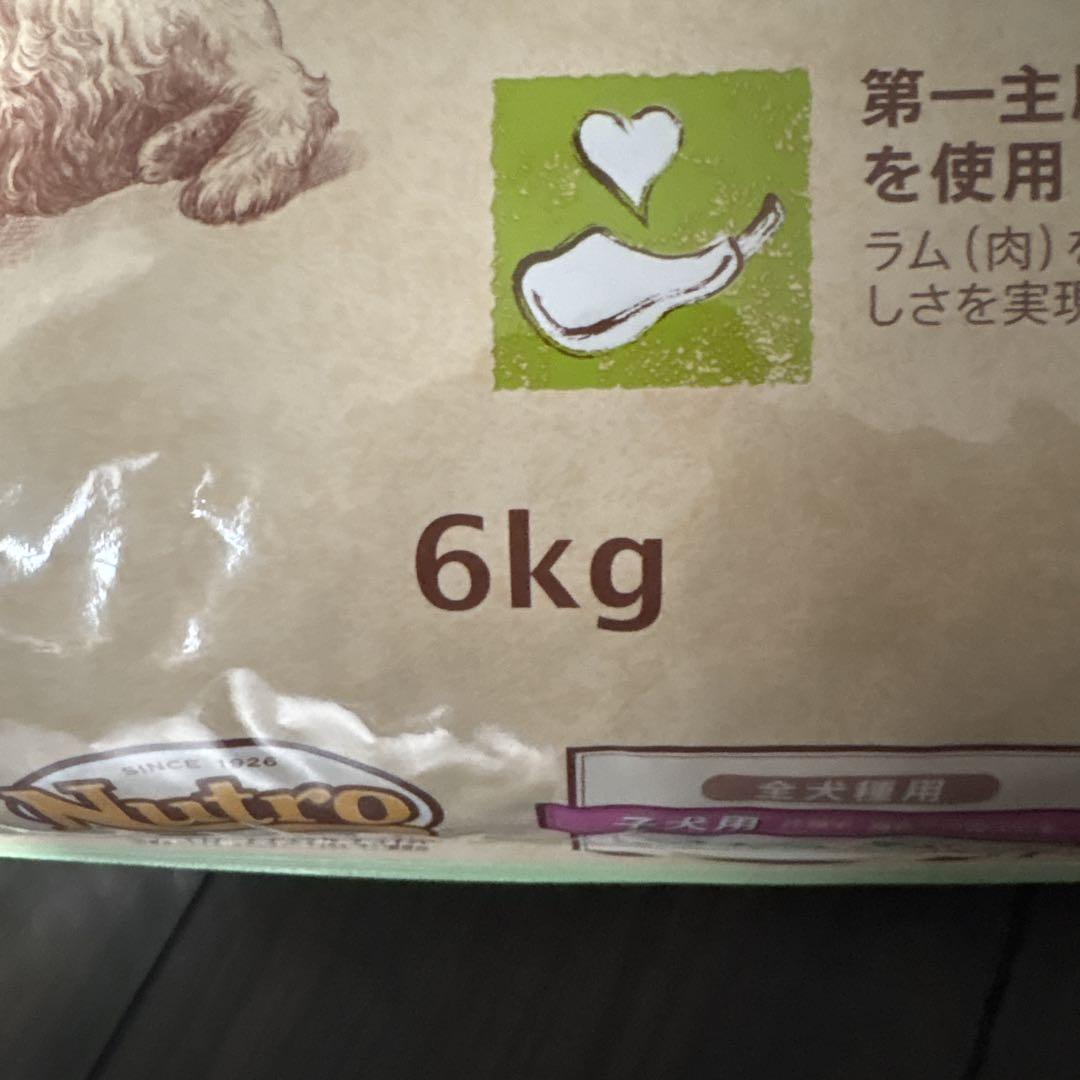 第一主
を使用
ラム（肉）
しさを実現
6kg
SINCE 1926
Nutro
全犬種用
子犬用